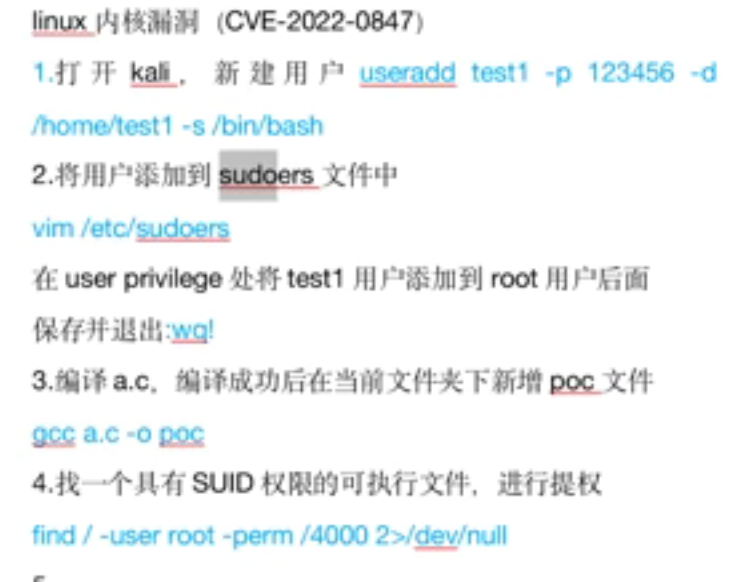 linux 内核漏洞（CVE-2022-0847）
1.打开 kali，新建用户 useradd test1 -p 123456 -d
/home/test1 -s /bin/bash
2.将用户添加到 sudoers 文件中
vim /etc/sudoers
在 user privilege 处将 test1 用户添加到 root 用户后面
保存并退出:wq!
3.编译 a.c，编译成功后在当前文件夹下新增 poc 文件
gcc a.c -o poc
4.找一个具有 SUID 权限的可执行文件，进行提权
find / -user root -perm /4000 2>/dev/null